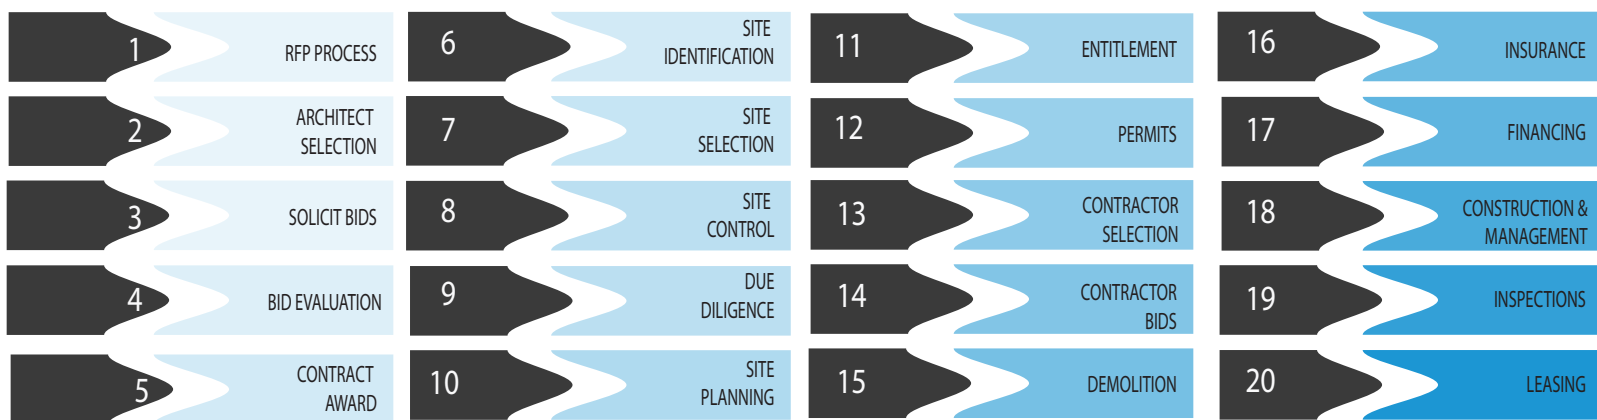 1
RFP PROCESS
2
ARCHITECT
SELECTION
3
SOLICIT BIDS
4
BID EVALUATION
5
CONTRACT
AWARD
6
SITE
IDENTIFICATION
7
SITE
SELECTION
8
SITE
CONTROL
9
DUE
DILIGENCE
10
SITE
PLANNING
11
ENTITLEMENT
12
PERMITS
13
CONTRACTOR
SELECTION
14
CONTRACTOR
BIDS
15
DEMOLITION
16
INSURANCE
17
FINANCING
18
CONSTRUCTION &
MANAGEMENT
19
INSPECTIONS
20
LEASING